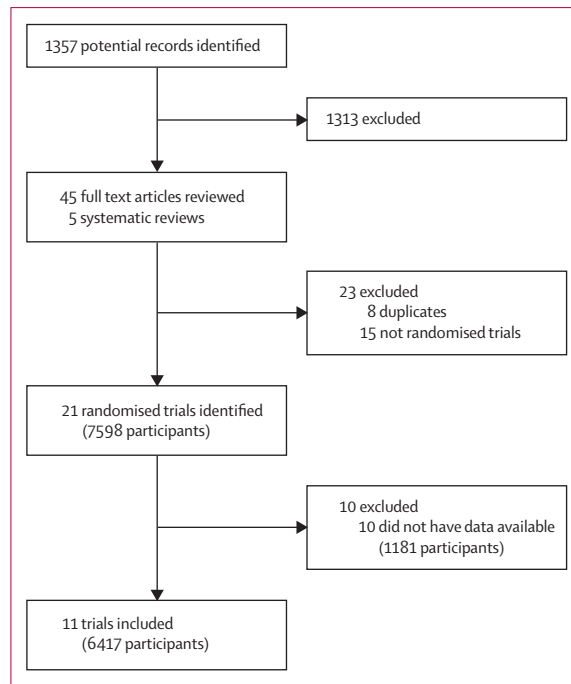 1357 potential records identified
1313 excluded
45 full text articles reviewed
5 systematic reviews
23 excluded
8 duplicates
15 not randomised trials
21 randomised trials identified
(7598 participants)
10 excluded
10 did not have data available
(1181 participants)
11 trials included
(6417 participants)